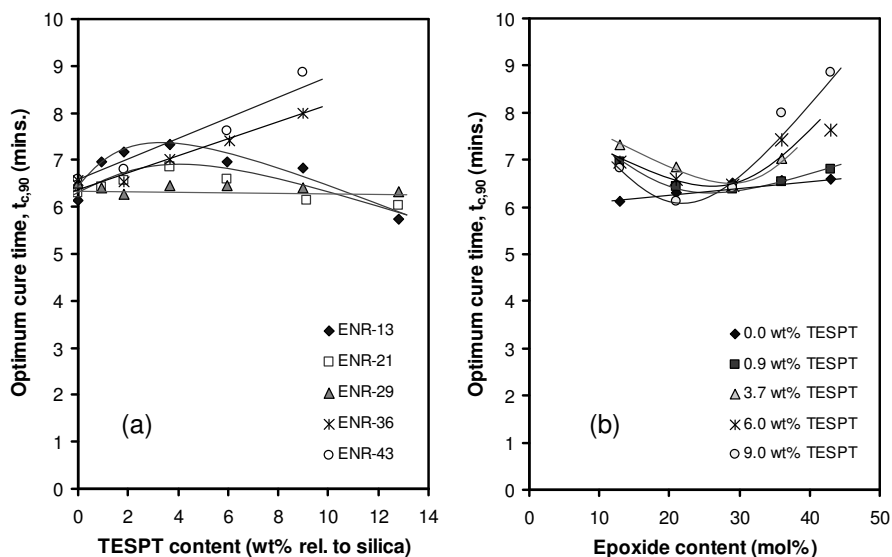 10
9
8
7
6
5
4
3
2
1
0
Optimum cure time, t c,90 (mins.)
(a)
ENR-13
ENR-21
ENR-29
ENR-36
ENR-43
0 2 4 6 8 10 12 14
TESPT content (wt% rel. to silica)
10
9
8
7
6
5
4
3
2
1
0
Optimum cure time, t c,90 (mins.)
(b)
0.0 wt% TESPT
0.9 wt% TESPT
3.7 wt% TESPT
6.0 wt% TESPT
9.0 wt% TESPT
0 10 20 30 40 50
Epoxide content (mol%)